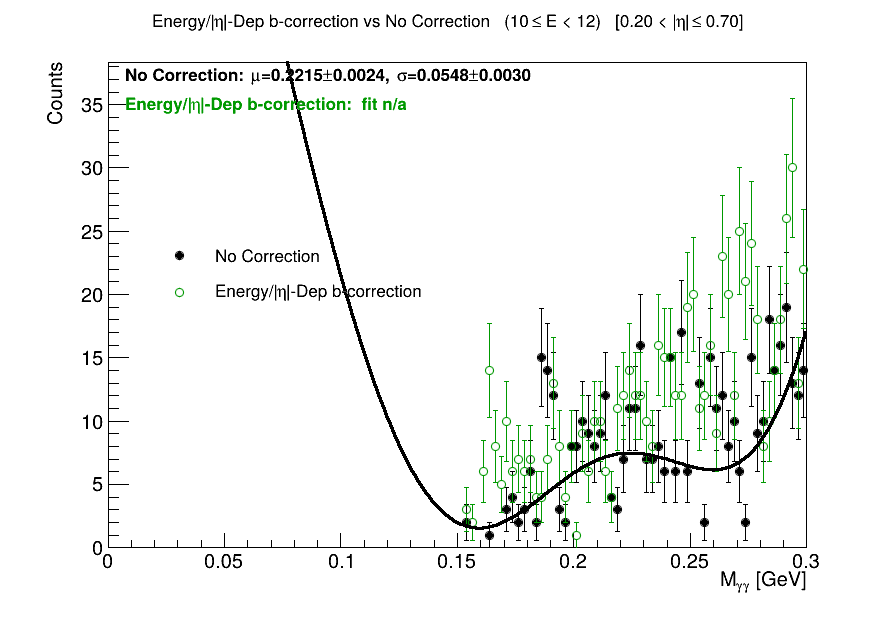 Energy/|η|-Dep b-correction vs No Correction (10 ≤ E < 12) [0.20 < |η| ≤ 0.70]
No Correction: μ=0.2215±0.0024, σ=0.0548±0.0030
Energy/|η|-Dep b-correction: fit n/a
No Correction
Energy/|η|-Dep b-correction
Counts
35
30
25
20
15
10
5
0
0 0.05 0.1 0.15 0.2 0.25 0.3
Mγγ [GeV]